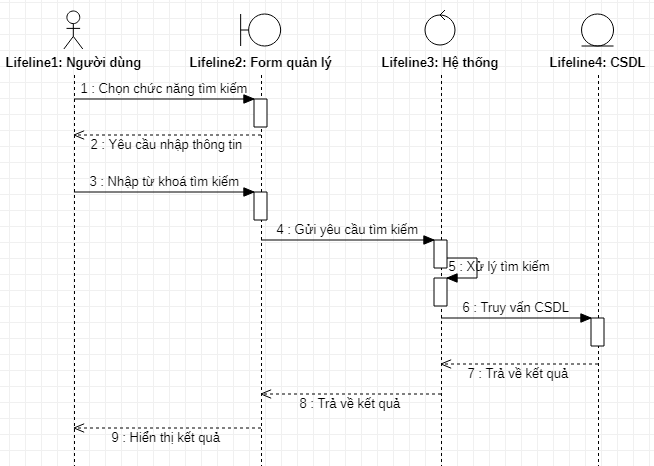 Lifeline1: Người dùng
Lifeline2: Form quản lý
Lifeline3: Hệ thống
Lifeline4: CSDL
1 : Chọn chức năng tìm kiếm
2 : Yêu cầu nhập thông tin
3 : Nhập từ khoá tìm kiếm
4 : Gửi yêu cầu tìm kiếm
5 : Xử lý tìm kiếm
6 : Truy vấn CSDL
7 : Trả về kết quả
8 : Trả về kết quả
9 : Hiển thị kết quả